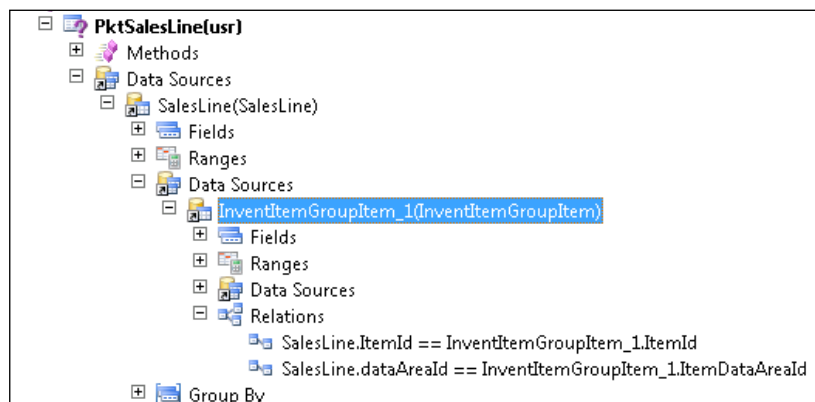 PktSalesLine(usr)
Methods
Data Sources
SalesLine(SalesLine)
Fields
Ranges
Data Sources
InventItemGroupItem_1(InventItemGroupItem)
Fields
Ranges
Data Sources
Relations
SalesLine.ItemId == InventItemGroupItem_1.ItemId
SalesLine.dataAreaId == InventItemGroupItem_1.ItemDataAreaId
Group By